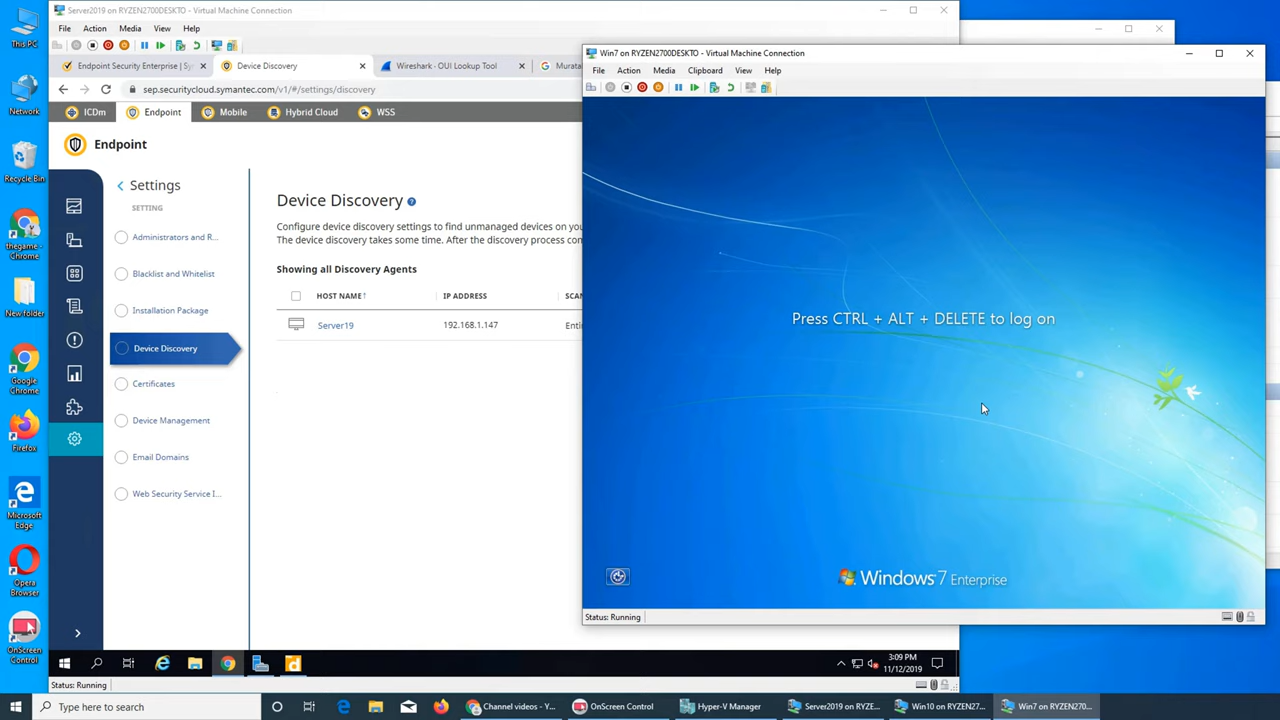 This PC
Network
Recycle Bin
thegame -
Chrome
New folder
Google
Chrome
Firefox
Microsoft
Edge
Opera
Browser
OnScreen
Control
Server2019 on RYZEN2700DESKTO - Virtual Machine Connection
File Action Media View Help
Endpoint Security Enterprise | Sy
Device Discovery
Wireshark · OUI Lookup Tool
Murata
sep.securitycloud.symantec.com/v1/#/settings/discovery
ICDm Endpoint Mobile Hybrid Cloud WSS
Endpoint
Settings
SETTING
Administrators and R...
Blacklist and Whitelist
Installation Package
Device Discovery
Certificates
Device Management
Email Domains
Web Security Service I...
Device Discovery ?
Configure device discovery settings to find unmanaged devices on you
The device discovery takes some time. After the discovery process con
Showing all Discovery Agents
HOST NAME↑ IP ADDRESS SCAN
Server19 192.168.1.147 Enti
3:09 PM
11/12/2019
Status: Running
Win7 on RYZEN2700DESKTO - Virtual Machine Connection
File Action Media Clipboard View Help
Press CTRL + ALT + DELETE to log on
Windows 7 Enterprise
Status: Running
Type here to search
Channel videos - Y...
OnScreen Control
Hyper-V Manager
Server2019 on RYZE...
Win10 on RYZEN27...
Win7 on RYZEN270...